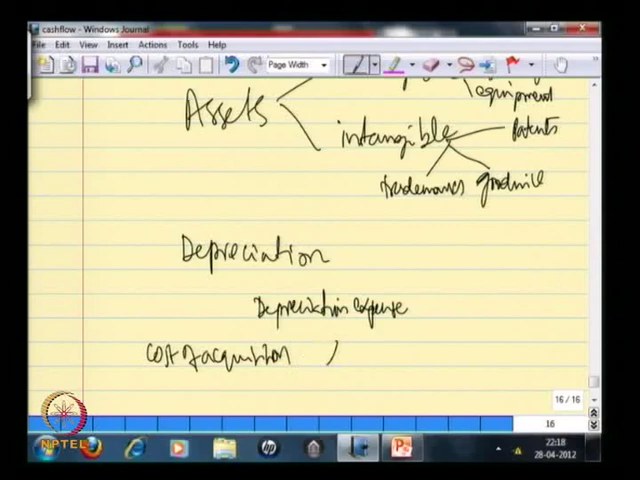 cashflow - Windows Journal
File Edit View Insert Actions Tools Help
Page Width
equipment
Assets
intangible
Patents
trademarks goodwill
Depreciation
Depreciation expense
cost of acquisition
16 / 16
16
NPTEL
hp
22:18
28-04-2012